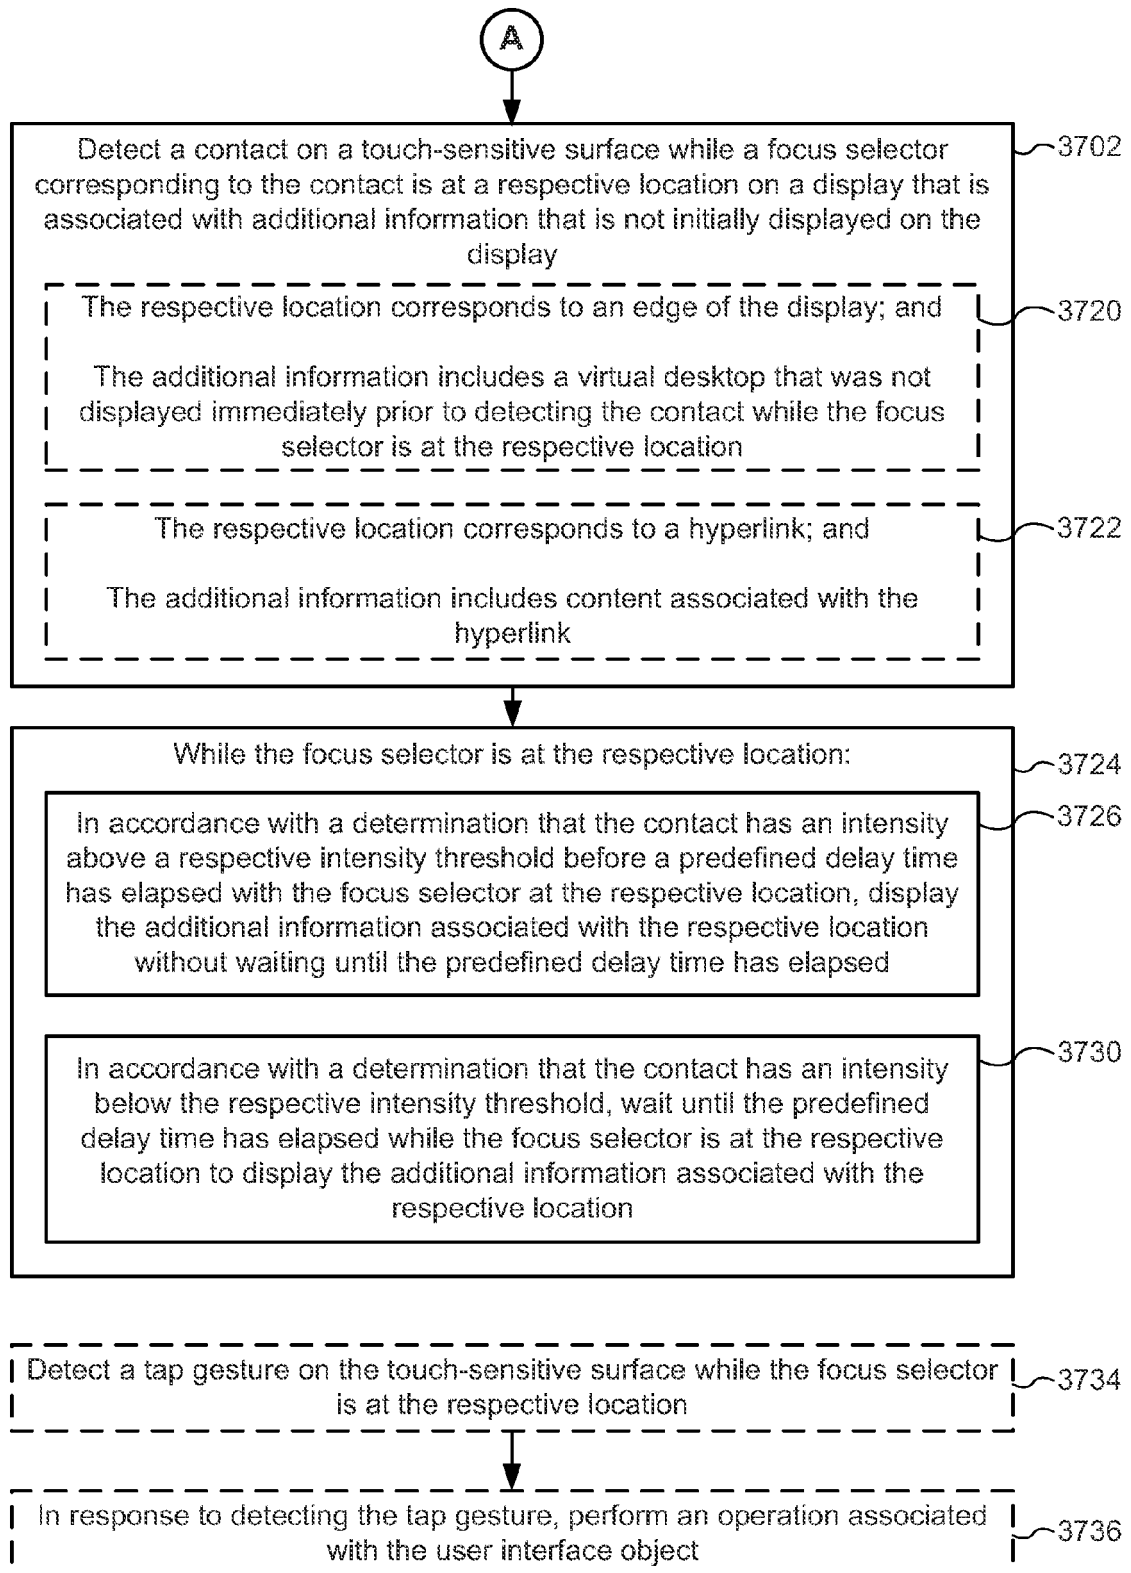 A
Detect a contact on a touch-sensitive surface while a focus selector
corresponding to the contact is at a respective location on a display that is
associated with additional information that is not initially displayed on the
display
3702
The respective location corresponds to an edge of the display; and
3720
The additional information includes a virtual desktop that was not
displayed immediately prior to detecting the contact while the focus
selector is at the respective location
The respective location corresponds to a hyperlink; and
3722
The additional information includes content associated with the
hyperlink
While the focus selector is at the respective location:
3724
In accordance with a determination that the contact has an intensity
above a respective intensity threshold before a predefined delay time
has elapsed with the focus selector at the respective location, display
the additional information associated with the respective location
without waiting until the predefined delay time has elapsed
3726
In accordance with a determination that the contact has an intensity
below the respective intensity threshold, wait until the predefined
delay time has elapsed while the focus selector is at the respective
location to display the additional information associated with the
respective location
3730
Detect a tap gesture on the touch-sensitive surface while the focus selector
is at the respective location
3734
In response to detecting the tap gesture, perform an operation associated
with the user interface object
3736